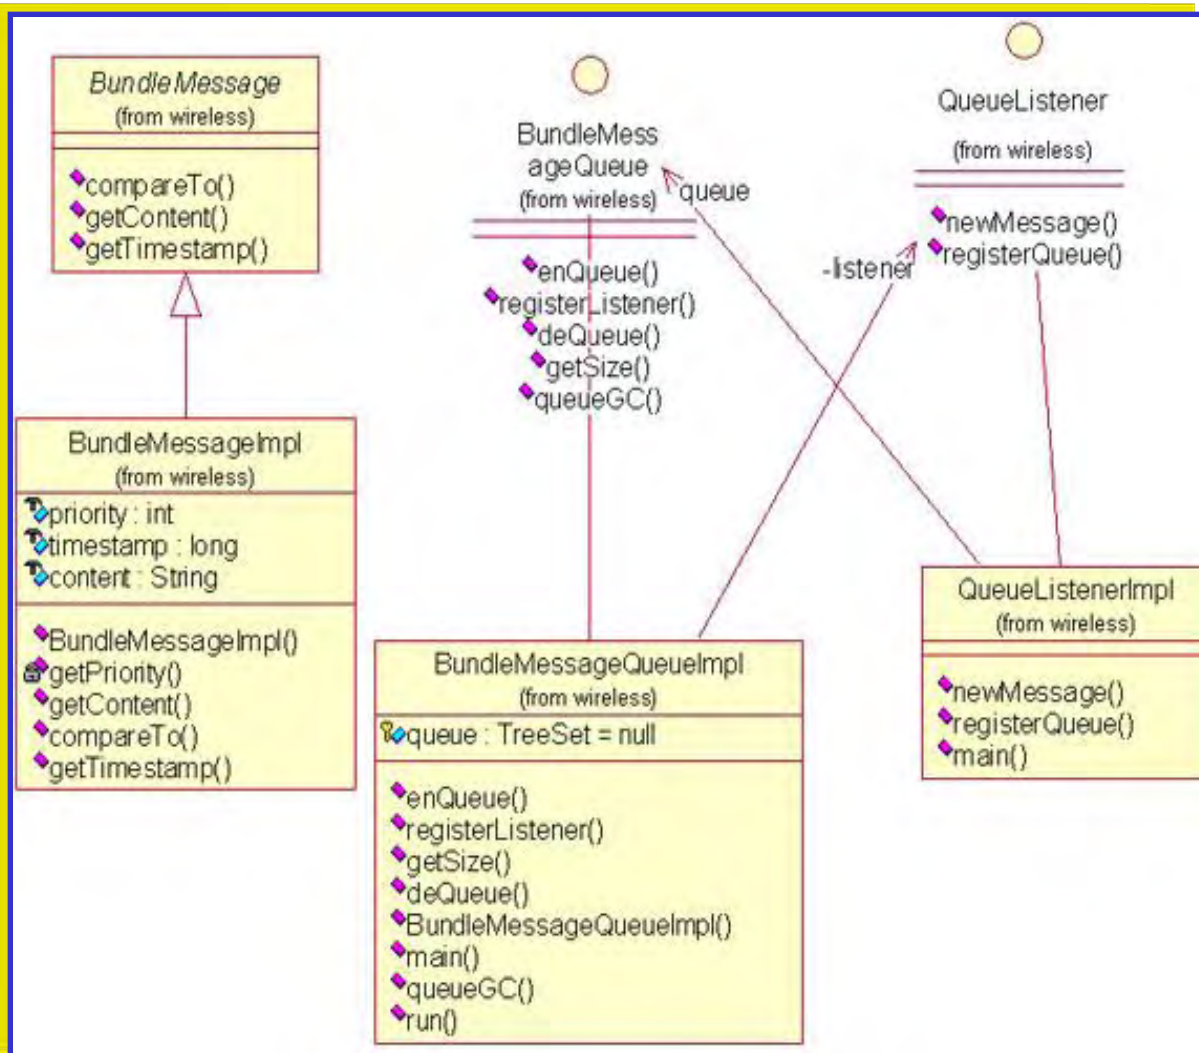 BundleMessage
(from wireless)
compareTo()
getContent()
getTimestamp()
BundleMess
ageQueue
(from wireless)
enQueue()
registerListener()
deQueue()
getSize()
queueGC()
queue
QueueListener
(from wireless)
newMessage()
registerQueue()
-listener
BundleMessageImpl
(from wireless)
priority : int
timestamp : long
content : String
BundleMessageImpl()
getPriority()
getContent()
compareTo()
getTimestamp()
BundleMessageQueueImpl
(from wireless)
queue : TreeSet = null
enQueue()
registerListener()
getSize()
deQueue()
BundleMessageQueueImpl()
main()
queueGC()
run()
QueueListenerImpl
(from wireless)
newMessage()
registerQueue()
main()